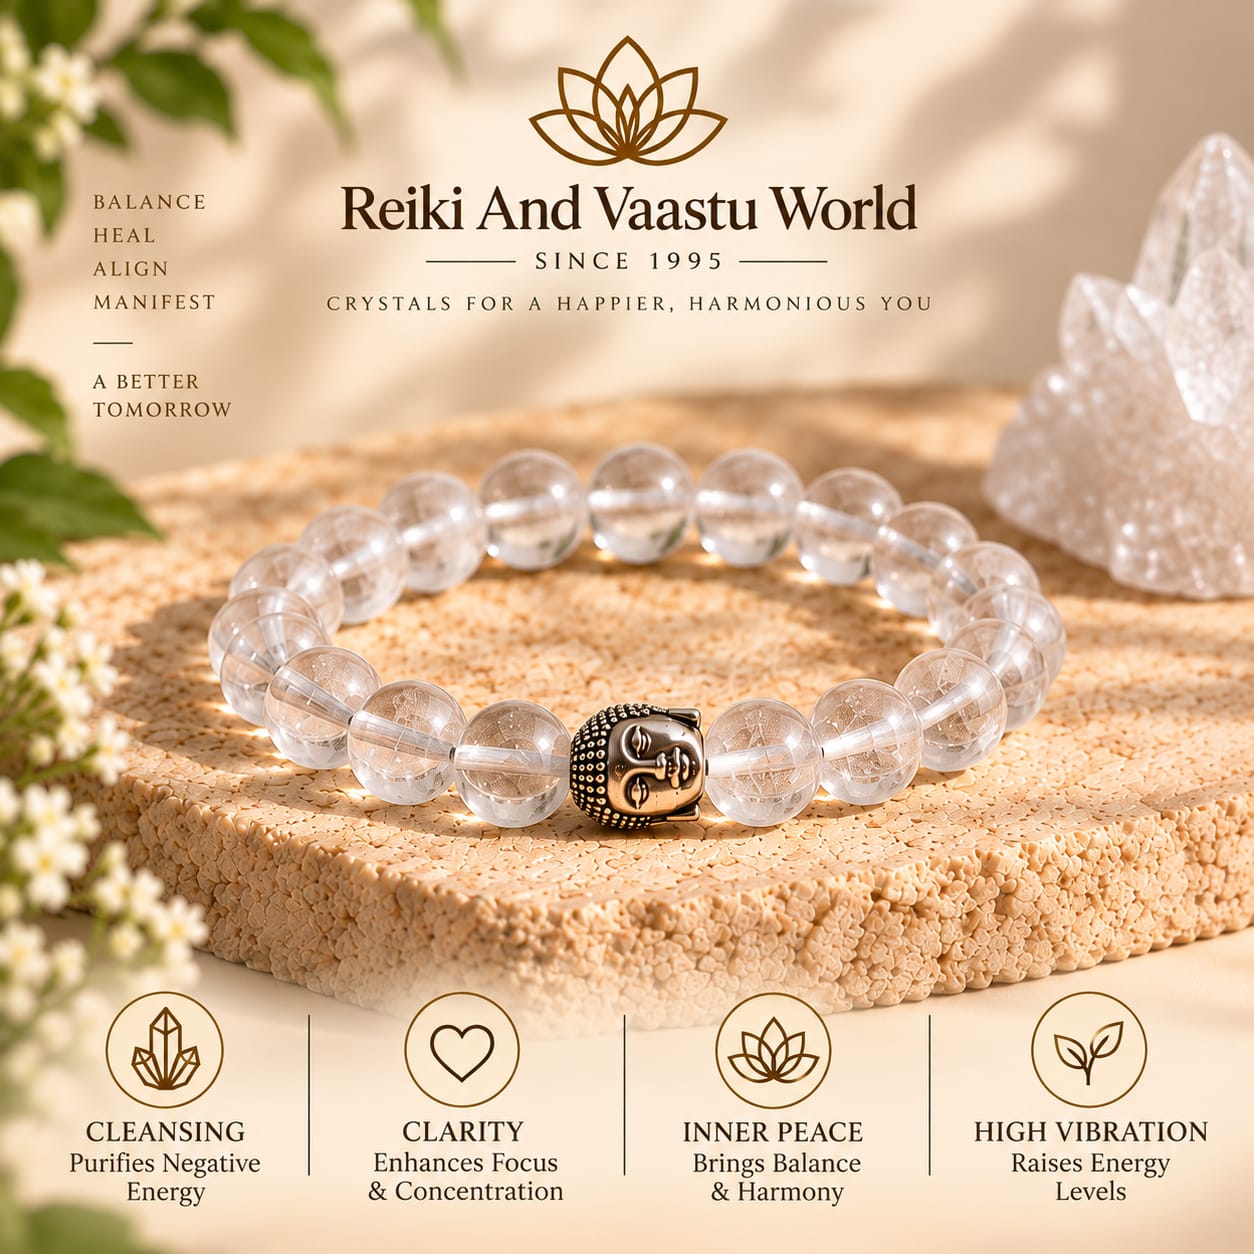 Reiki And Vaastu World
SINCE 1995
CRYSTALS FOR A HAPPIER, HARMONIOUS YOU
BALANCE
HEAL
ALIGN
MANIFEST
A BETTER
TOMORROW
CLEANSING
Purifies Negative
Energy
CLARITY
Enhances Focus
& Concentration
INNER PEACE
Brings Balance
& Harmony
HIGH VIBRATION
Raises Energy
Levels